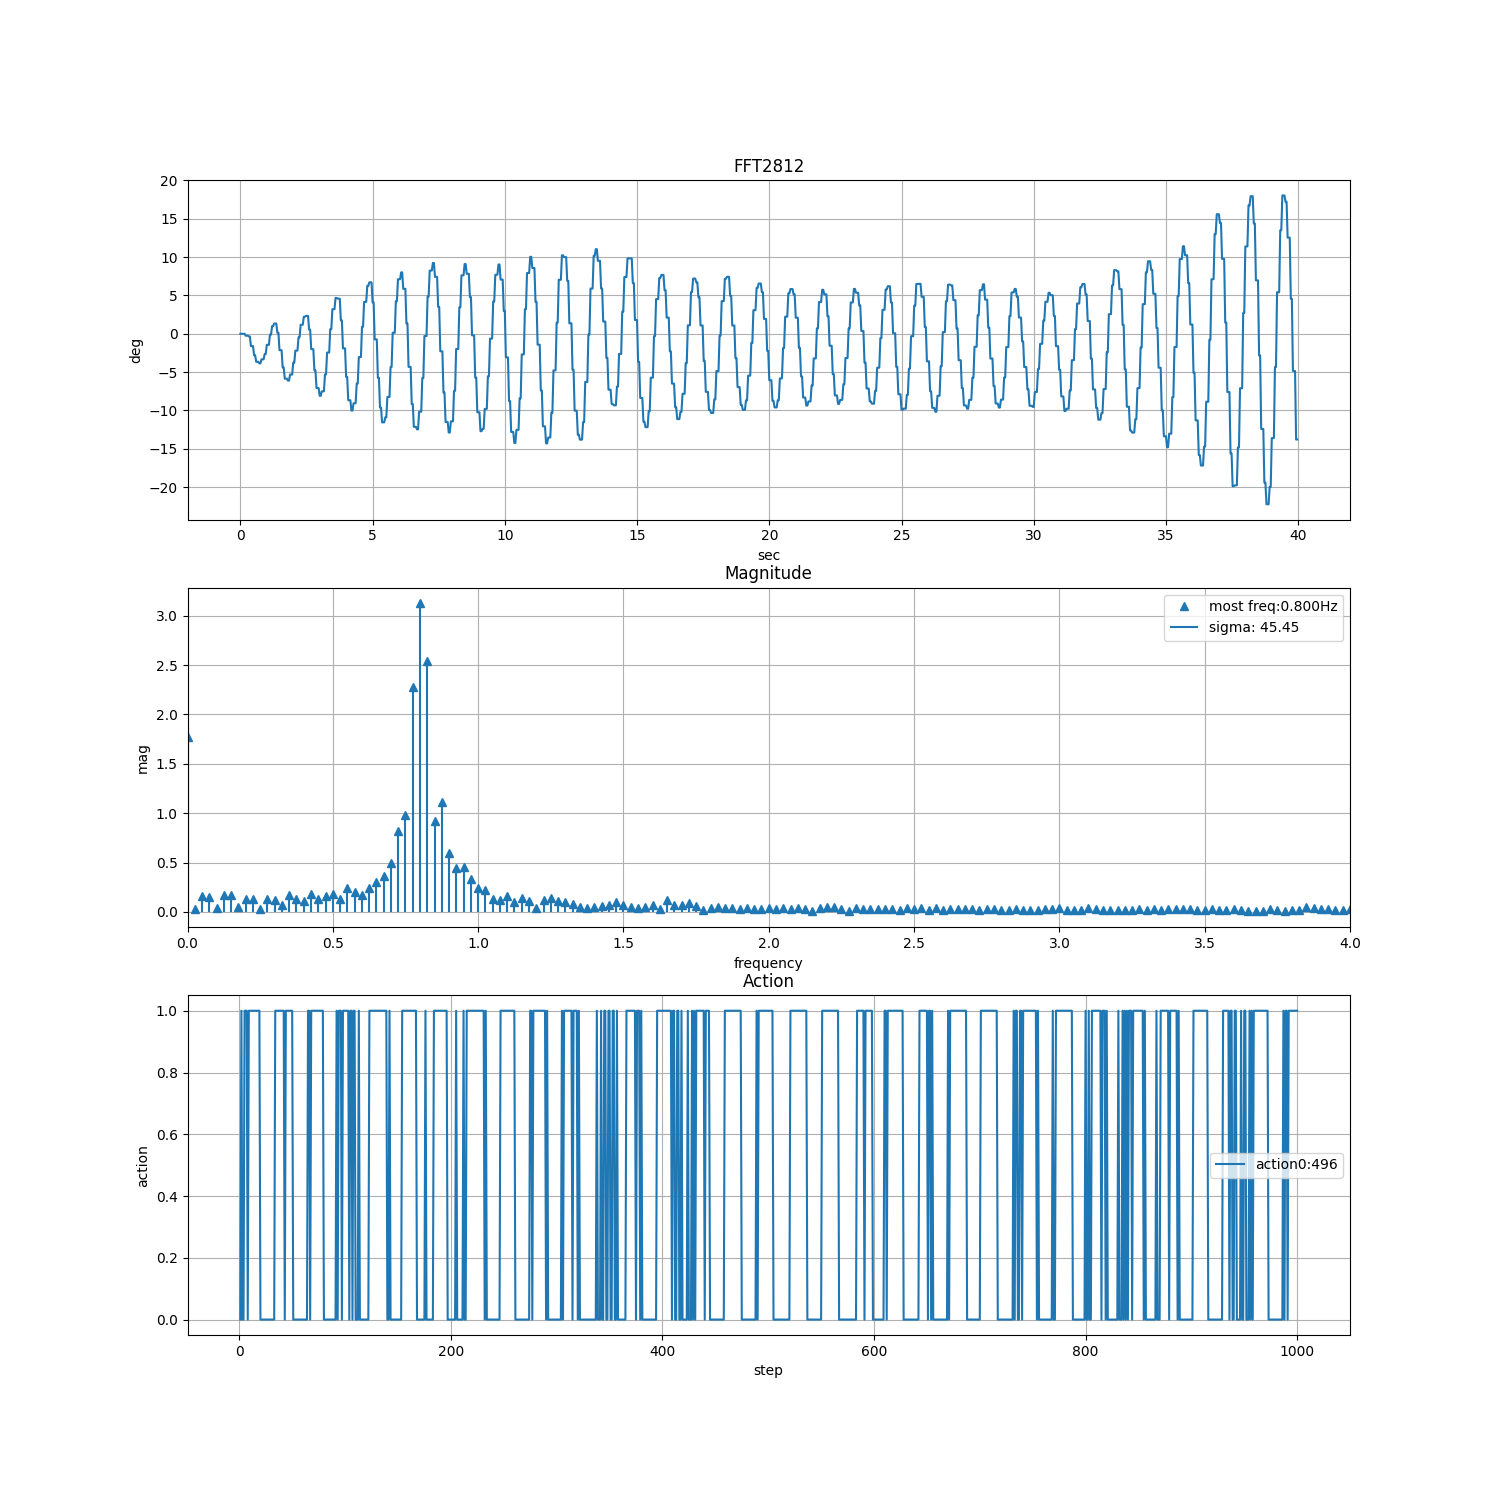 FFT2812
20
15
10
5
0
−5
−10
−15
−20
deg
0 5 10 15 20 25 30 35 40
sec
Magnitude
most freq:0.800Hz
sigma: 45.45
3.0
2.5
2.0
1.5
1.0
0.5
0.0
mag
0.0 0.5 1.0 1.5 2.0 2.5 3.0 3.5 4.0
frequency
Action
1.0
0.8
0.6
0.4
0.2
0.0
action
action0:496
0 200 400 600 800 1000
step